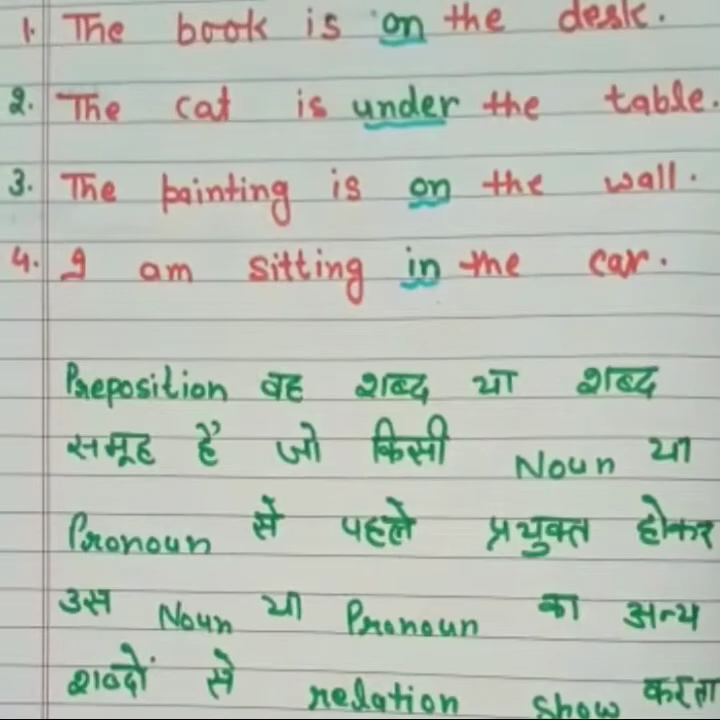 1. The book is on the desk.
2. The cat is under the table.
3. The painting is on the wall.
4. I am sitting in the car.
Preposition वह शब्द या शब्द
समूह है जो किसी Noun या
Pronoun से पहले प्रयुक्त होकर
उस Noun या Pronoun का अन्य
शब्दों से relation show करता